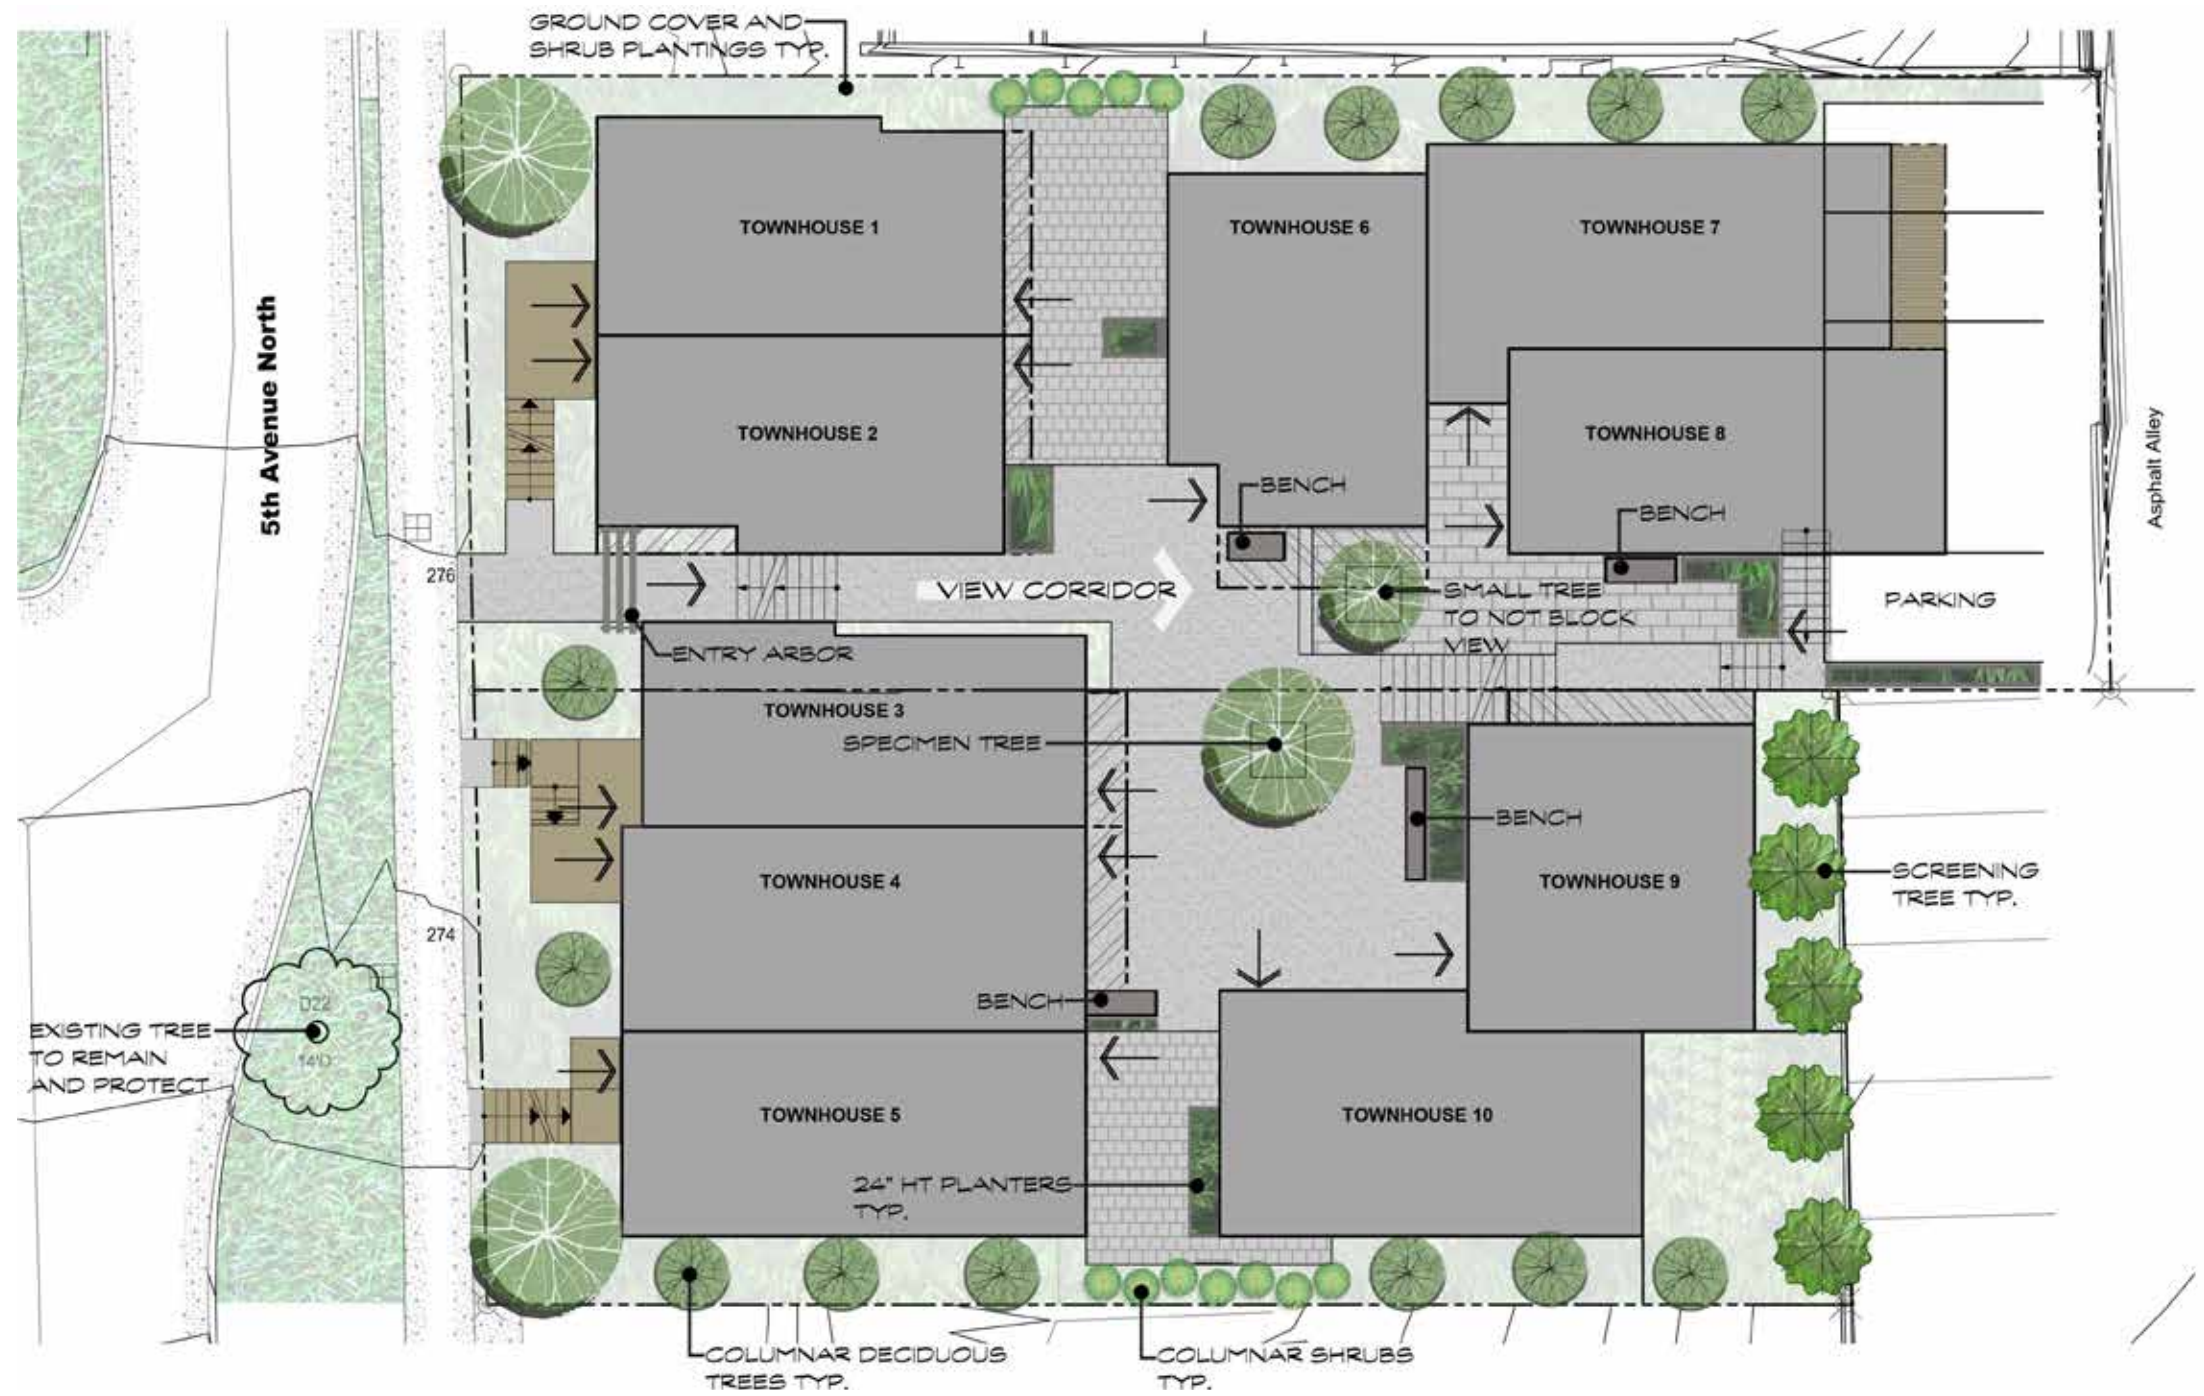 GROUND COVER AND
SHRUB PLANTINGS TYP.
TOWNHOUSE 1
TOWNHOUSE 6
TOWNHOUSE 7
5th Avenue North
TOWNHOUSE 2
TOWNHOUSE 8
Asphalt Alley
BENCH
BENCH
276
VIEW CORRIDOR
SMALL TREE
TO NOT BLOCK
VIEW
PARKING
ENTRY ARBOR
TOWNHOUSE 3
SPECIMEN TREE
BENCH
TOWNHOUSE 4
TOWNHOUSE 9
SCREENING
TREE TYP.
274
BENCH
D22
14'D
EXISTING TREE
TO REMAIN
AND PROTECT
TOWNHOUSE 5
TOWNHOUSE 10
24" HT PLANTERS
TYP.
COLUMNAR DECIDUOUS
TREES TYP.
COLUMNAR SHRUBS
TYP.